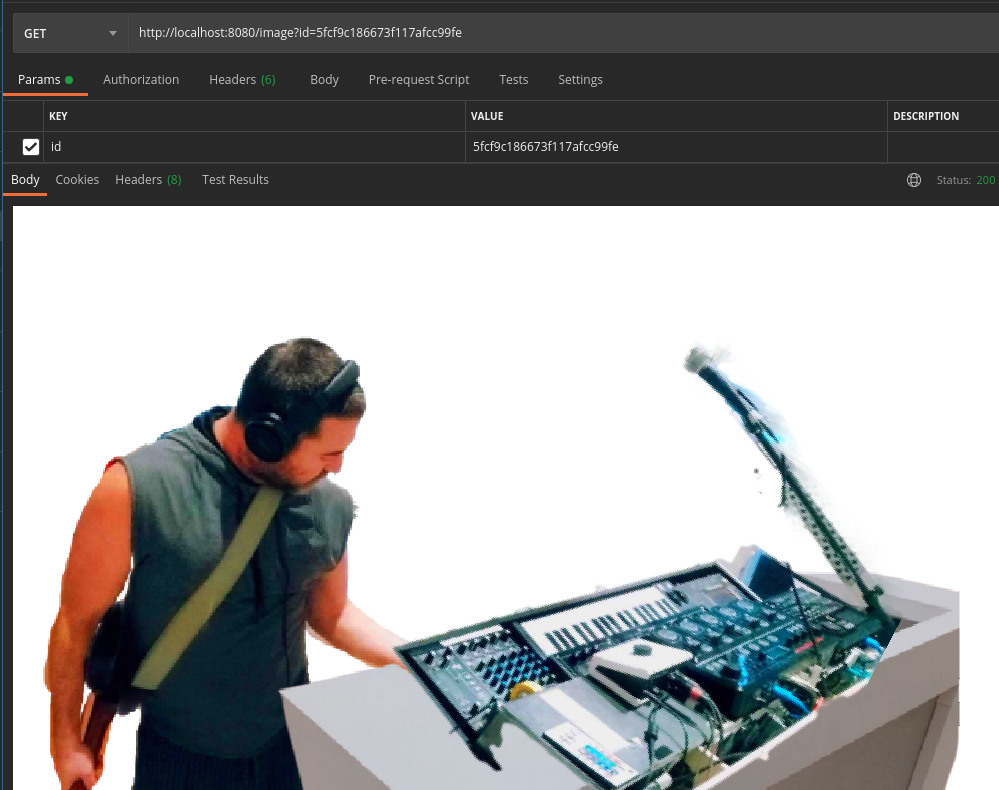 GET http://localhost:8080/image?id=5fcf9c186673f117afcc99fe
Params Authorization Headers (6) Body Pre-request Script Tests Settings
KEY VALUE DESCRIPTION
id 5fcf9c186673f117afcc99fe
Body Cookies Headers (8) Test Results Status: 200